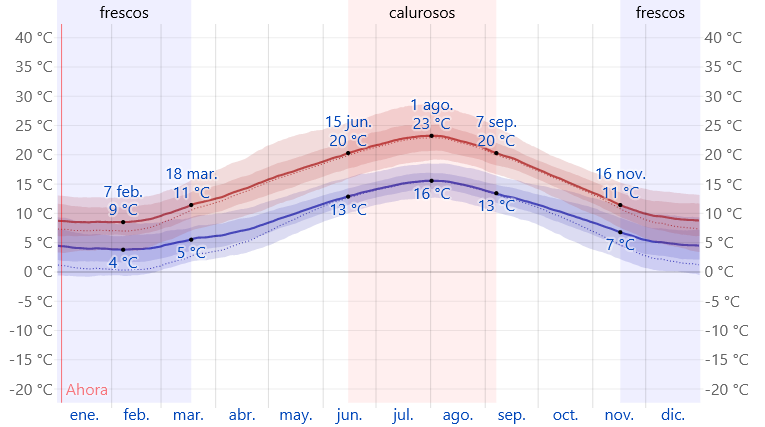 frescos calurosos frescos
40 °C 40 °C
35 °C 35 °C
30 °C 30 °C
25 °C 25 °C
20 °C 20 °C
15 °C 15 °C
10 °C 10 °C
5 °C 5 °C
0 °C 0 °C
-5 °C -5 °C
-10 °C -10 °C
-15 °C -15 °C
-20 °C -20 °C
7 feb.
9 °C
18 mar.
11 °C
15 jun.
20 °C
1 ago.
23 °C
7 sep.
20 °C
16 nov.
11 °C
4 °C
5 °C
13 °C
16 °C
13 °C
7 °C
Ahora
ene. feb. mar. abr. may. jun. jul. ago. sep. oct. nov. dic.